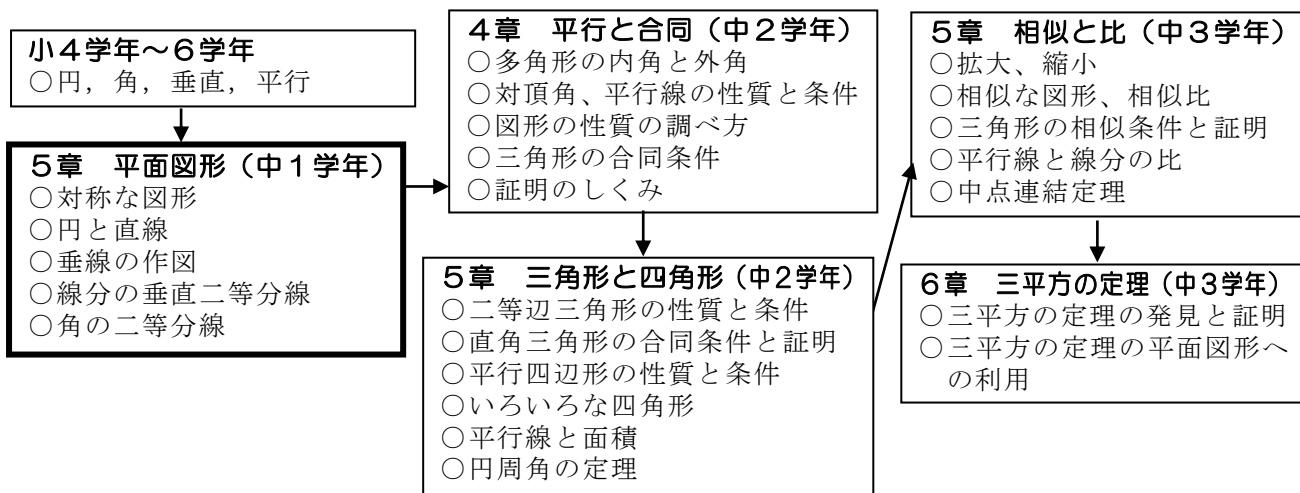 小4学年～6学年
○円，角，垂直，平行
5章　平面図形（中1学年）
○対称な図形
○円と直線
○垂線の作図
○線分の垂直二等分線
○角の二等分線
4章　平行と合同（中2学年）
○多角形の内角と外角
○対頂角、平行線の性質と条件
○図形の性質の調べ方
○三角形の合同条件
○証明のしくみ
5章　三角形と四角形（中2学年）
○二等辺三角形の性質と条件
○直角三角形の合同条件と証明
○平行四辺形の性質と条件
○いろいろな四角形
○平行線と面積
○円周角の定理
5章　相似と比（中3学年）
○拡大、縮小
○相似な図形、相似比
○三角形の相似条件と証明
○平行線と線分の比
○中点連結定理
6章　三平方の定理（中3学年）
○三平方の定理の発見と証明
○三平方の定理の平面図形へ
の利用